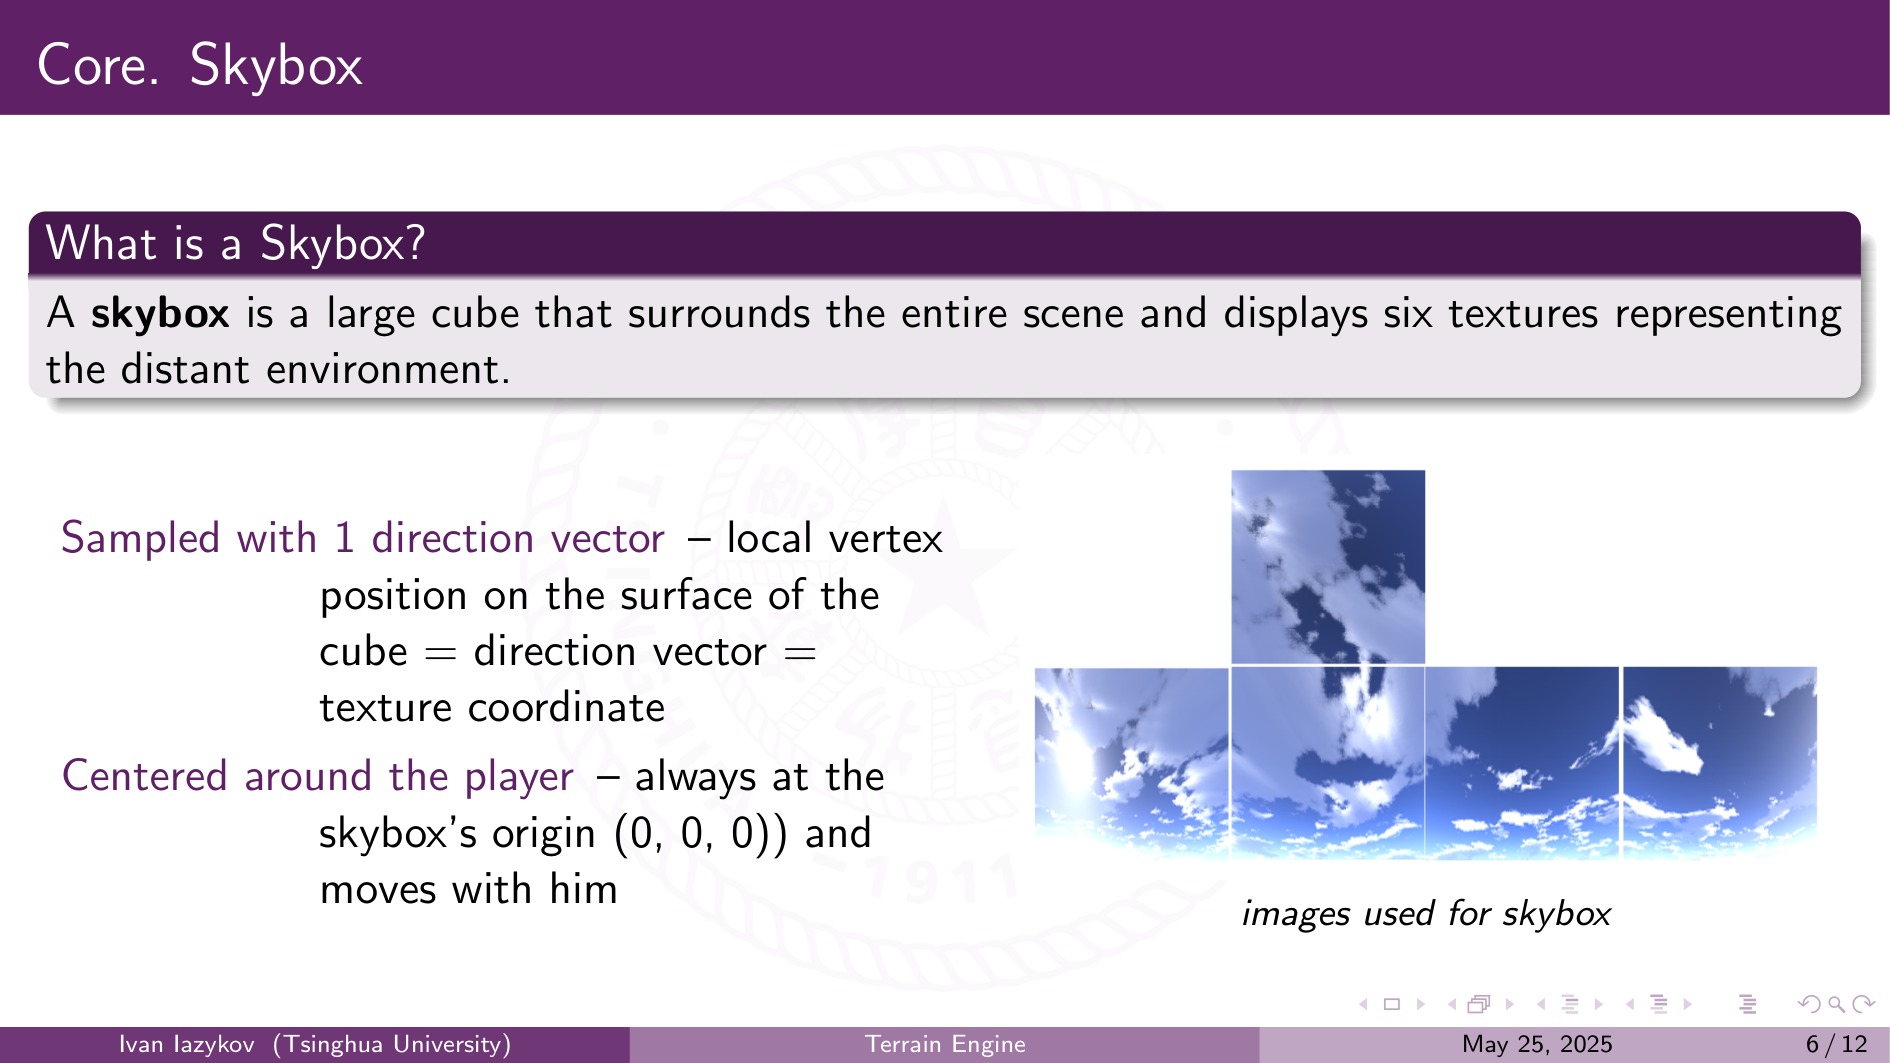 Core. Skybox
What is a Skybox?
A skybox is a large cube that surrounds the entire scene and displays six textures representing
the distant environment.
Sampled with 1 direction vector – local vertex
position on the surface of the
cube = direction vector =
texture coordinate
Centered around the player – always at the
skybox's origin (0, 0, 0)) and
moves with him
images used for skybox
– 1911
Ivan Iazykov (Tsinghua University)
Terrain Engine
May 25, 2025
6 / 12